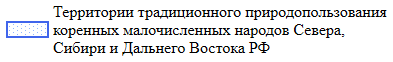 Территории традиционного природопользования
коренных малочисленных народов Севера,
Сибири и Дальнего Востока РФ